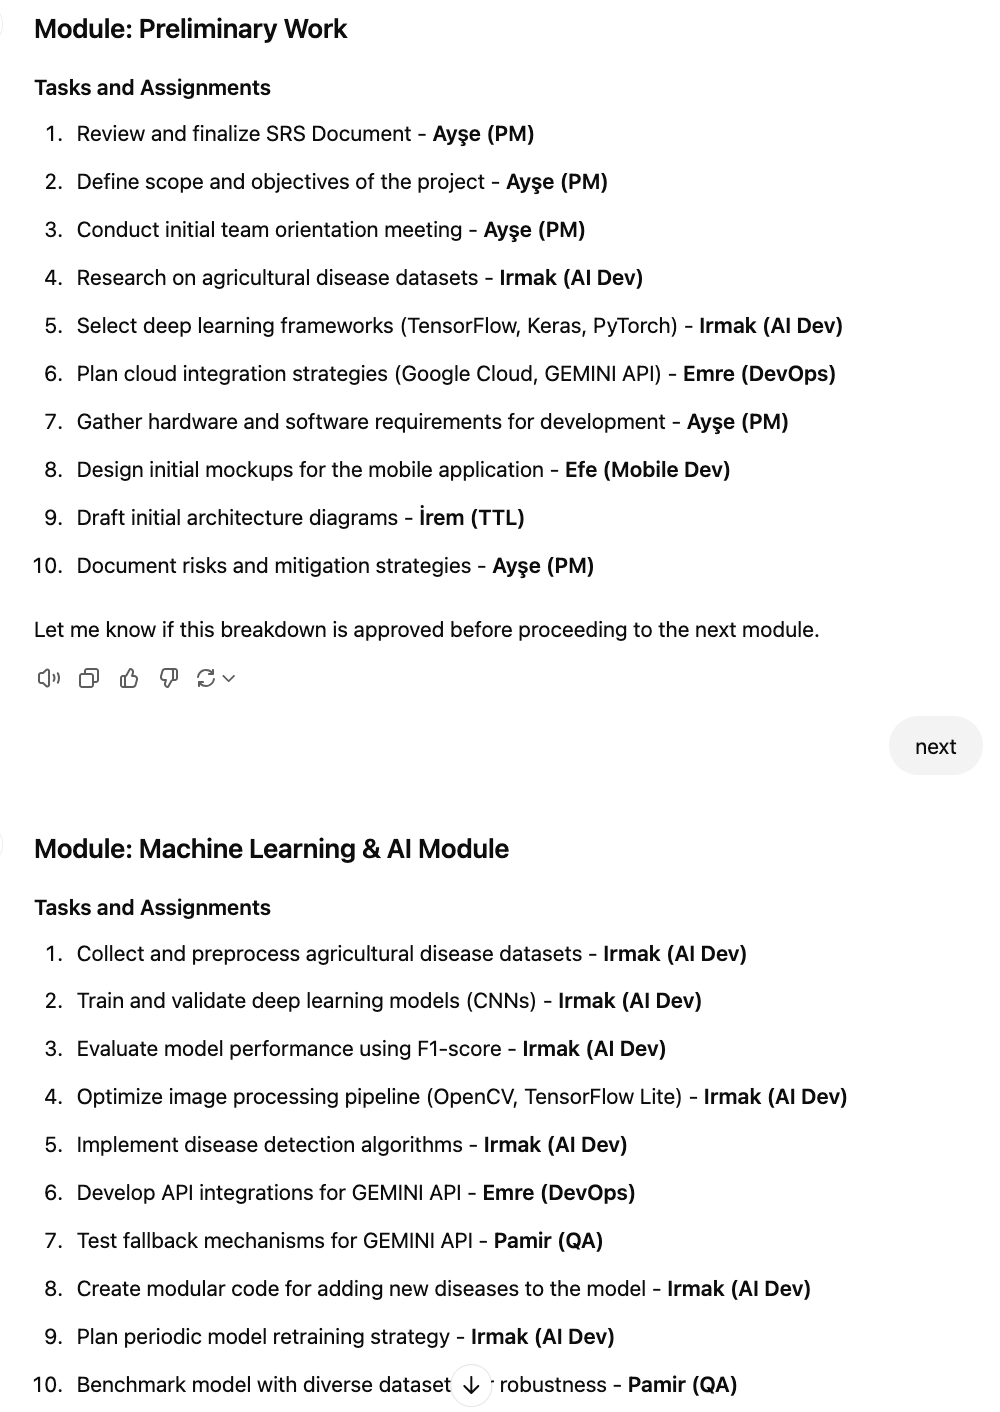 Module: Preliminary Work
Tasks and Assignments
1. Review and finalize SRS Document - Ayşe (PM)
2. Define scope and objectives of the project - Ayşe (PM)
3. Conduct initial team orientation meeting - Ayşe (PM)
4. Research on agricultural disease datasets - Irmak (AI Dev)
5. Select deep learning frameworks (TensorFlow, Keras, PyTorch) - Irmak (AI Dev)
6. Plan cloud integration strategies (Google Cloud, GEMINI API) - Emre (DevOps)
7. Gather hardware and software requirements for development - Ayşe (PM)
8. Design initial mockups for the mobile application - Efe (Mobile Dev)
9. Draft initial architecture diagrams - İrem (TTL)
10. Document risks and mitigation strategies - Ayşe (PM)
Let me know if this breakdown is approved before proceeding to the next module.
next
Module: Machine Learning & AI Module
Tasks and Assignments
1. Collect and preprocess agricultural disease datasets - Irmak (AI Dev)
2. Train and validate deep learning models (CNNs) - Irmak (AI Dev)
3. Evaluate model performance using F1-score - Irmak (AI Dev)
4. Optimize image processing pipeline (OpenCV, TensorFlow Lite) - Irmak (AI Dev)
5. Implement disease detection algorithms - Irmak (AI Dev)
6. Develop API integrations for GEMINI API - Emre (DevOps)
7. Test fallback mechanisms for GEMINI API - Pamir (QA)
8. Create modular code for adding new diseases to the model - Irmak (AI Dev)
9. Plan periodic model retraining strategy - Irmak (AI Dev)
10. Benchmark model with diverse dataset robustness - Pamir (QA)